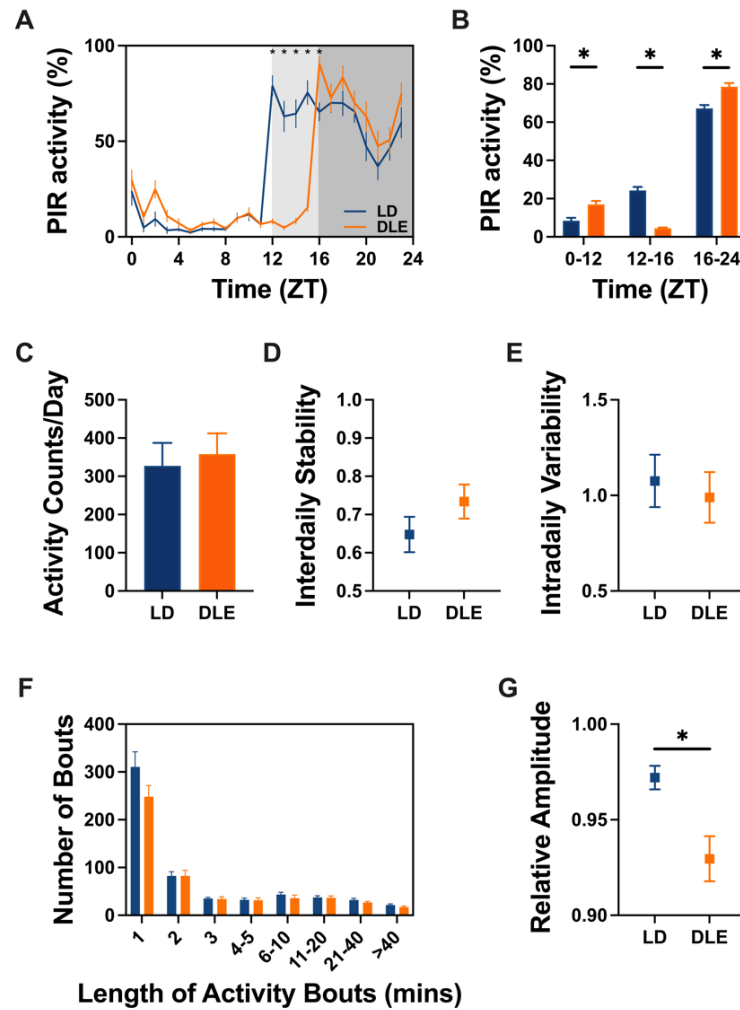 A
PIR activity (%)
100
50
0
* * * * *
LD
DLE
0 4 8 12 16 20 24
Time (ZT)
B
PIR activity (%)
100
80
60
40
20
0
* * *
0-12 12-16 16-24
Time (ZT)
C
Activity Counts/Day
500
400
300
200
100
0
LD DLE
D
Interdaily Stability
1.0
0.9
0.8
0.7
0.6
0.5
LD DLE
E
Intradaily Variability
1.5
1.0
0.5
LD DLE
F
Number of Bouts
400
300
200
100
0
1 2 3 4-5 6-10 11-20 21-40 >40
Length of Activity Bouts (mins)
G
Relative Amplitude
1.00
0.95
0.90
*
LD DLE